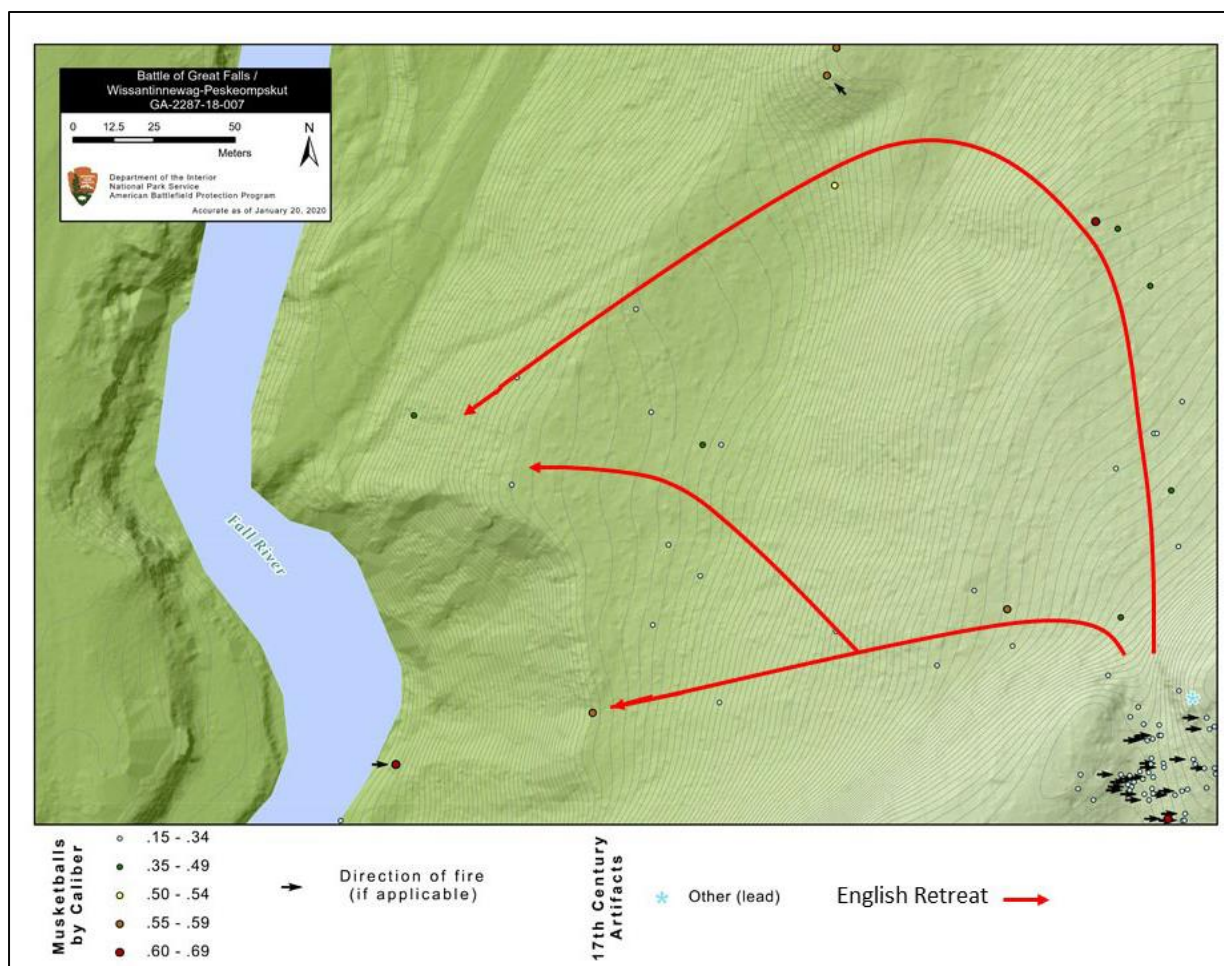 Battle of Great Falls /
Wissantinnewag-Peskeompskut
GA-2287-18-007
0 12.5 25 50
Meters
N
Department of the Interior
National Park Service
American Battlefield Protection Program
Accurate as of January 20, 2020
Fall River
Musketballs
by Caliber
.15 - .34
.35 - .49
.50 - .54
.55 - .59
.60 - .69
Direction of fire
(if applicable)
17th Century
Artifacts
Other (lead)
English Retreat